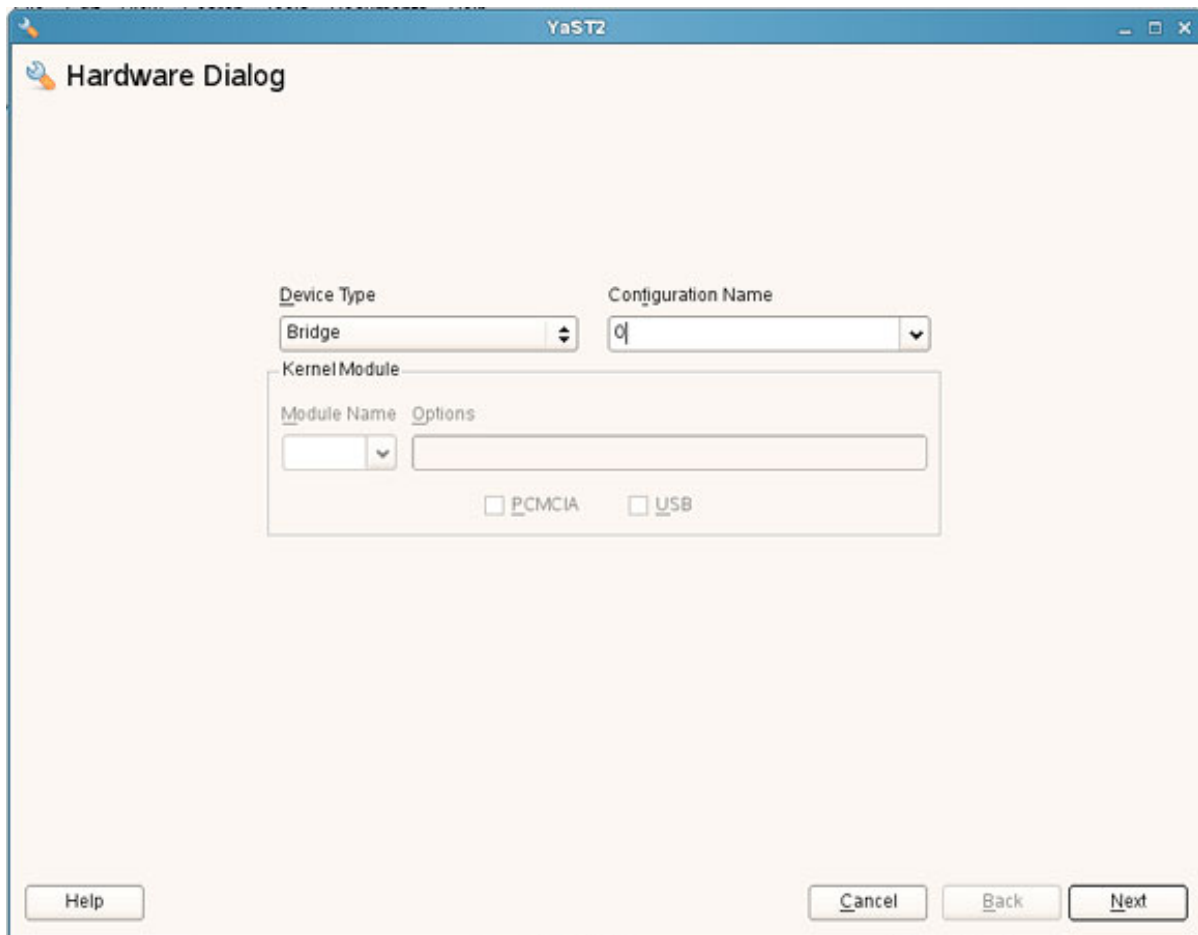 YaST2
Hardware Dialog
Device Type
Configuration Name
Bridge
0
Kernel Module
Module Name Options
PCMCIA
USB
Help
Cancel
Back
Next